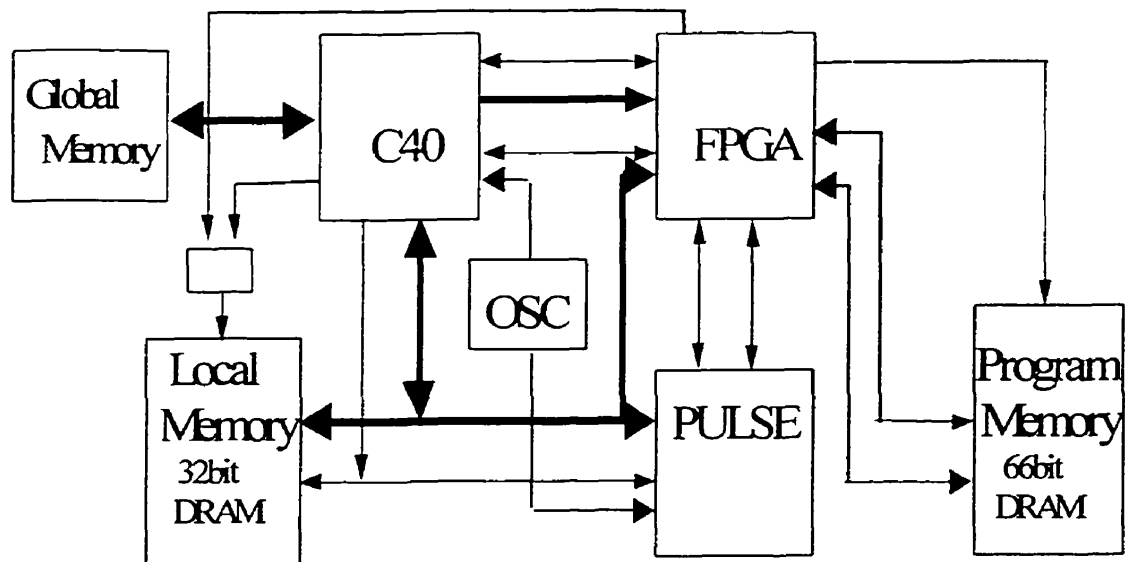 Global
Memory
C40
FPGA
OSC
Local
Memory
32bit
DRAM
PULSE
Program
Memory
66bit
DRAM